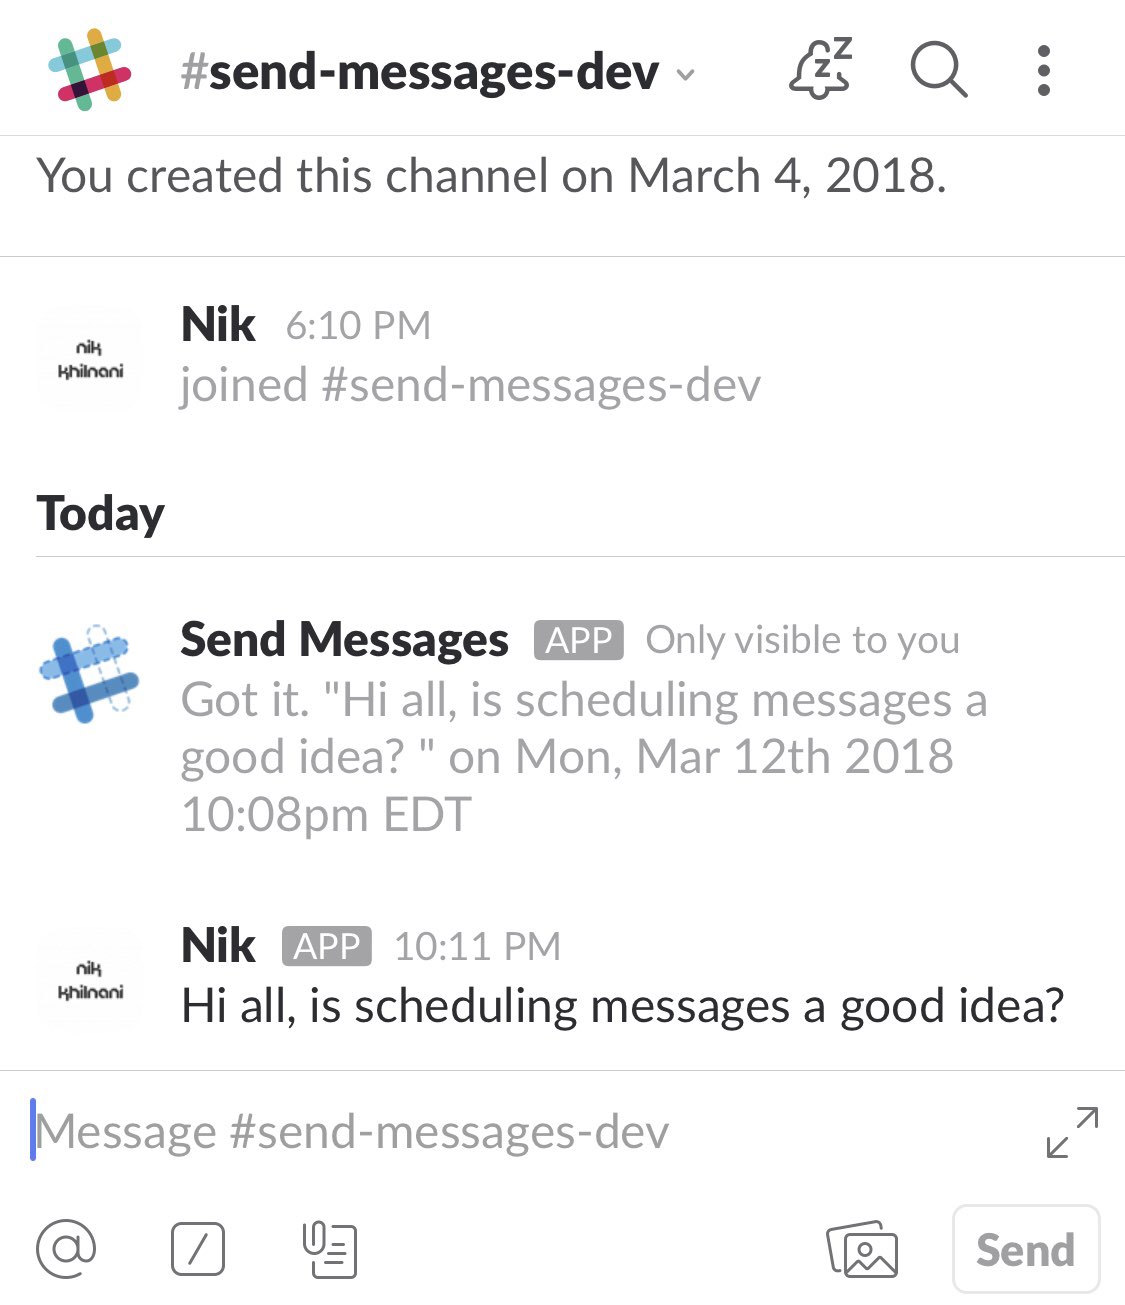 #send-messages-dev
You created this channel on March 4, 2018.
nik
khilnani
Nik 6:10 PM
joined #send-messages-dev
Today
Send Messages APP Only visible to you
Got it. "Hi all, is scheduling messages a
good idea? " on Mon, Mar 12th 2018
10:08pm EDT
nik
khilnani
Nik APP 10:11 PM
Hi all, is scheduling messages a good idea?
Message #send-messages-dev
Send